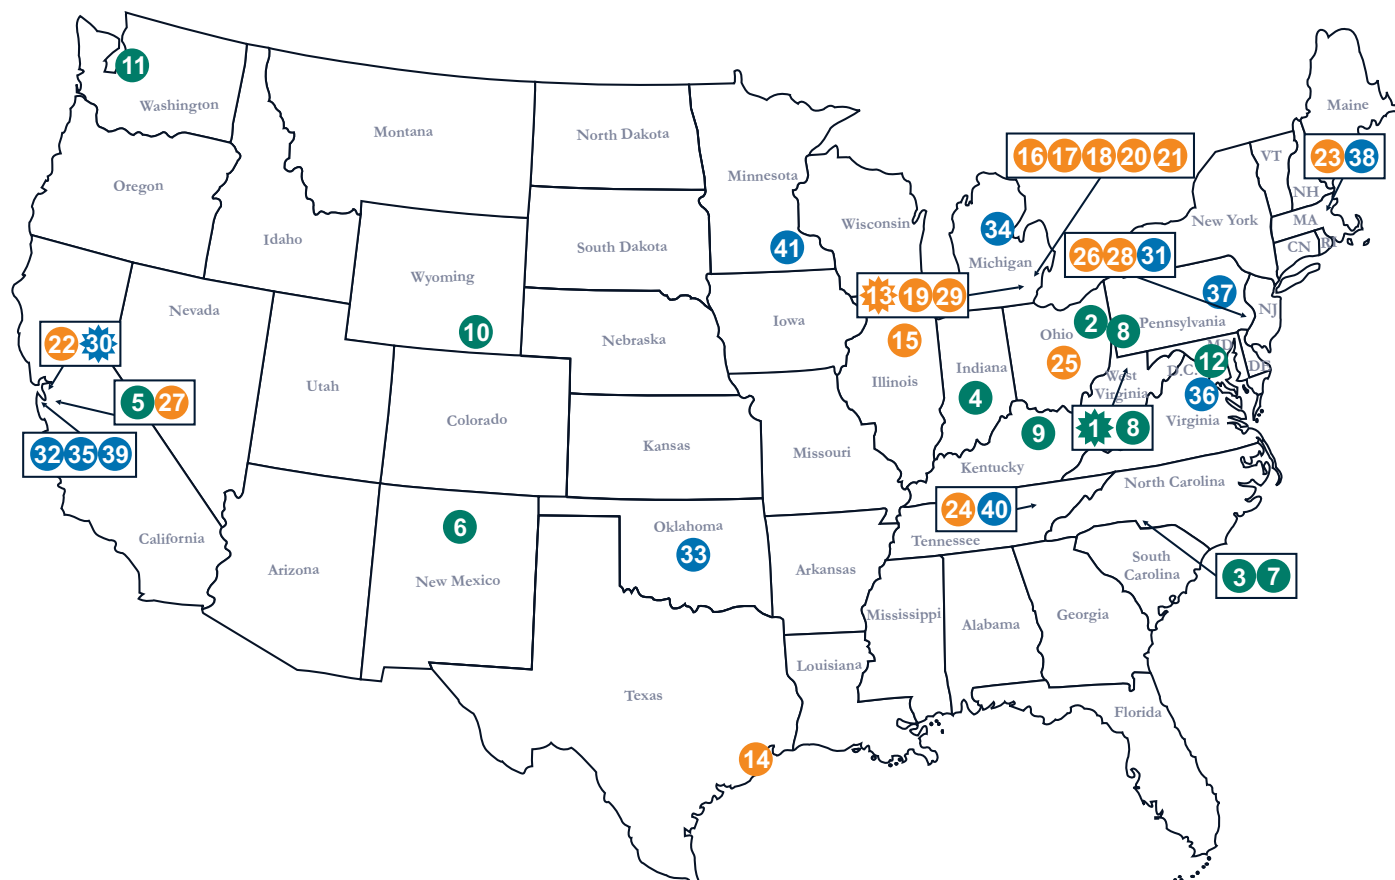 11
Washington
Montana
North Dakota
Minnesota
Maine
Oregon
16 17 18 20 21
VT
23 38
NH
Idaho
Wyoming
South Dakota
41
Wisconsin
34
Michigan
New York
MA
CN RI
26 28 31
Nevada
10
Nebraska
Iowa
13 19 29
37
NJ
22 30
15
2 8
Pennsylvania
Ohio
MD
12
5 27
Utah
Colorado
Illinois
Indiana
4
25
West
Virginia
D.C.
DE
36
32 35 39
Kansas
Missouri
9
1 8
Virginia
Kentucky
North Carolina
California
6
Oklahoma
33
24 40
Tennessee
Arizona
New Mexico
Arkansas
South
Carolina
3 7
Mississippi
Alabama
Georgia
Louisiana
Texas
Florida
14